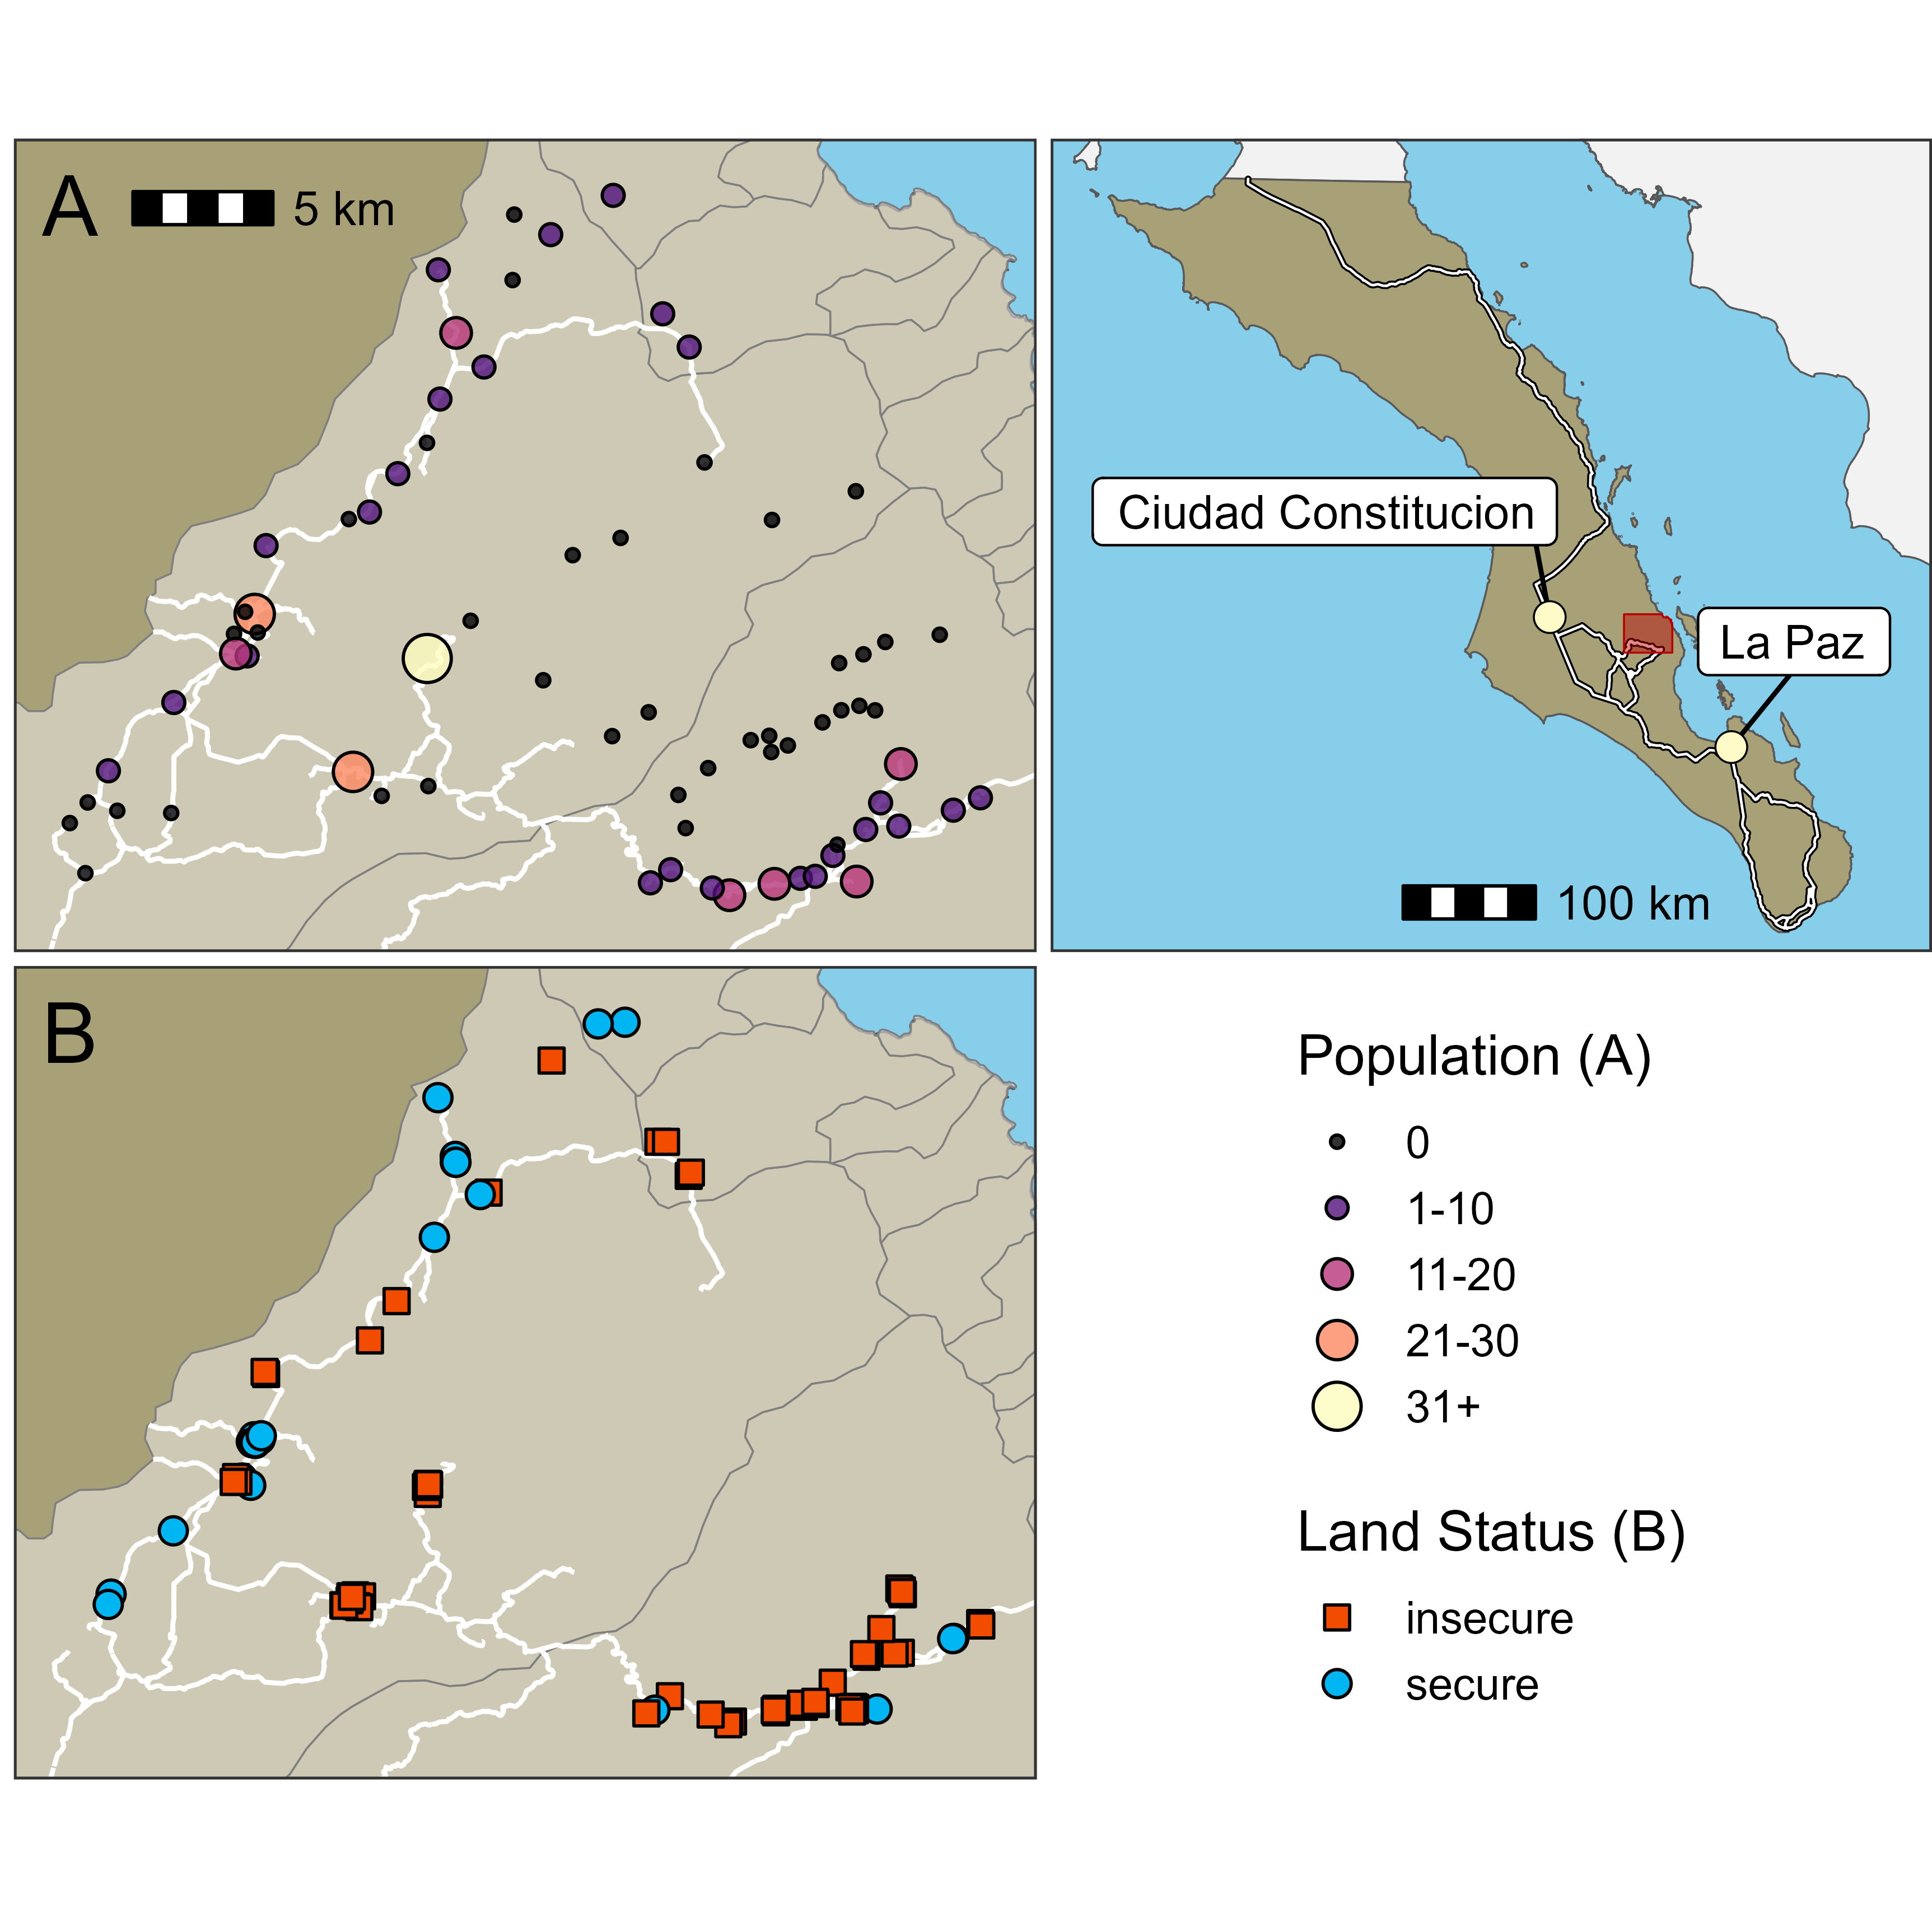 A
5 km
Ciudad Constitucion
La Paz
100 km
B
Population (A)
0
1-10
11-20
21-30
31+
Land Status (B)
insecure
secure